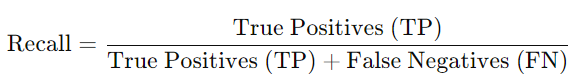 Recall = True Positives (TP) / True Positives (TP) + False Negatives (FN)